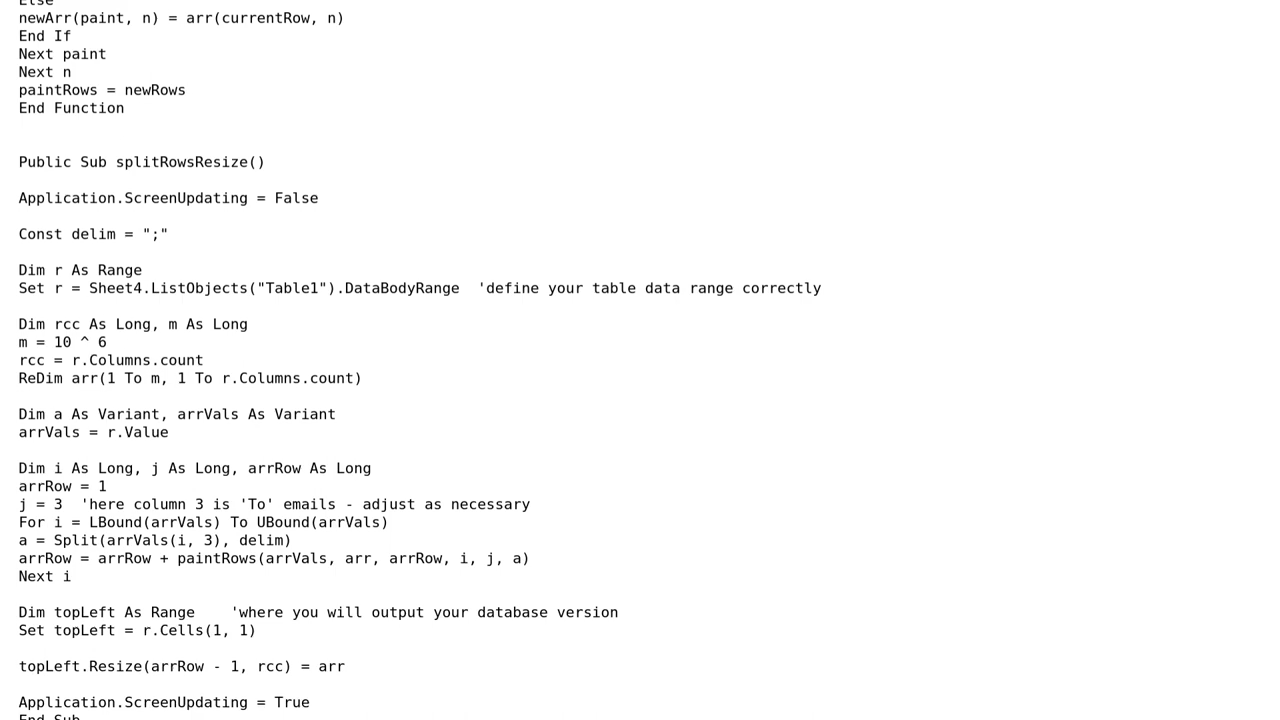 Else
newArr(paint, n) = arr(currentRow, n)
End If
Next paint
Next n
paintRows = newRows
End Function
Public Sub splitRowsResize()
Application.ScreenUpdating = False
Const delim = ";"
Dim r As Range
Set r = Sheet4.ListObjects("Table1").DataBodyRange  'define your table data range correctly
Dim rcc As Long, m As Long
m = 10 ^ 6
rcc = r.Columns.count
ReDim arr(1 To m, 1 To r.Columns.count)
Dim a As Variant, arrVals As Variant
arrVals = r.Value
Dim i As Long, j As Long, arrRow As Long
arrRow = 1
j = 3  'here column 3 is 'To' emails - adjust as necessary
For i = LBound(arrVals) To UBound(arrVals)
a = Split(arrVals(i, 3), delim)
arrRow = arrRow + paintRows(arrVals, arr, arrRow, i, j, a)
Next i
Dim topLeft As Range    'where you will output your database version
Set topLeft = r.Cells(1, 1)
topLeft.Resize(arrRow - 1, rcc) = arr
Application.ScreenUpdating = True
End Sub